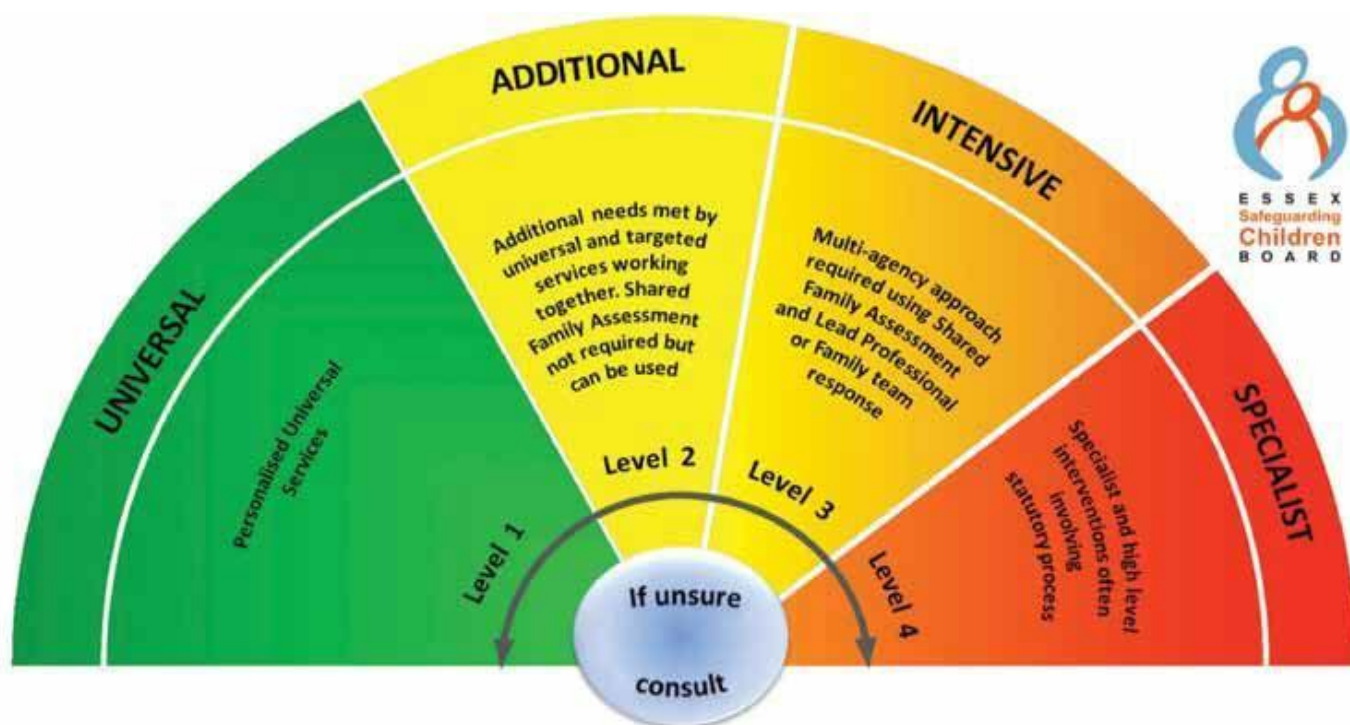 UNIVERSAL
Personalised Universal
Services
Level 1
ADDITIONAL
Additional needs met by
universal and targeted
services working
together. Shared
Family Assessment
not required but
can be used
Level 2
INTENSIVE
Multi-agency approach
required using Shared
Family Assessment
and Lead Professional
or Family team
response
Level 3
SPECIALIST
Specialist and high level
interventions often
involving
statutory process
Level 4
If unsure
consult
ESSEX
Safeguarding
Children
BOARD